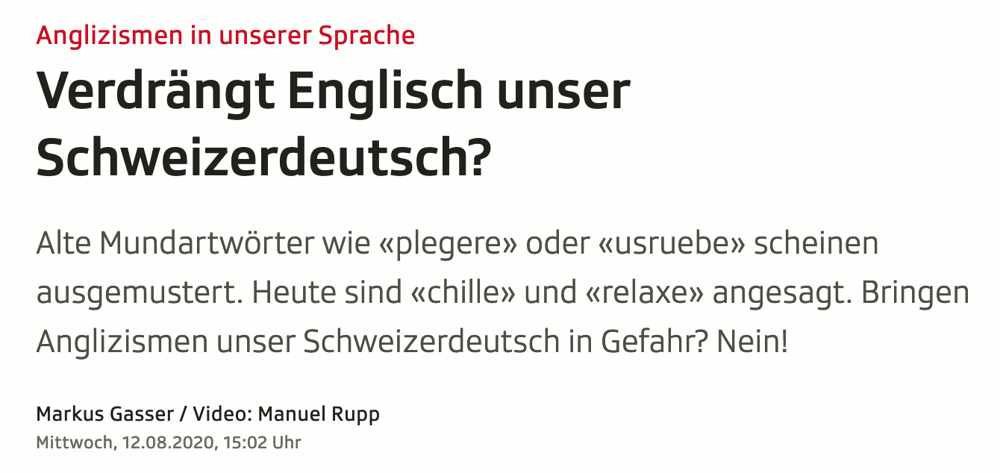 Anglizismen in unserer Sprache
Verdrängt Englisch unser
Schweizerdeutsch?
Alte Mundartwörter wie «plegere» oder «usruebe» scheinen
ausgemustert. Heute sind «chille» und «relaxe» angesagt. Bringen
Anglizismen unser Schweizerdeutsch in Gefahr? Nein!
Markus Gasser / Video: Manuel Rupp
Mittwoch, 12.08.2020, 15:02 Uhr